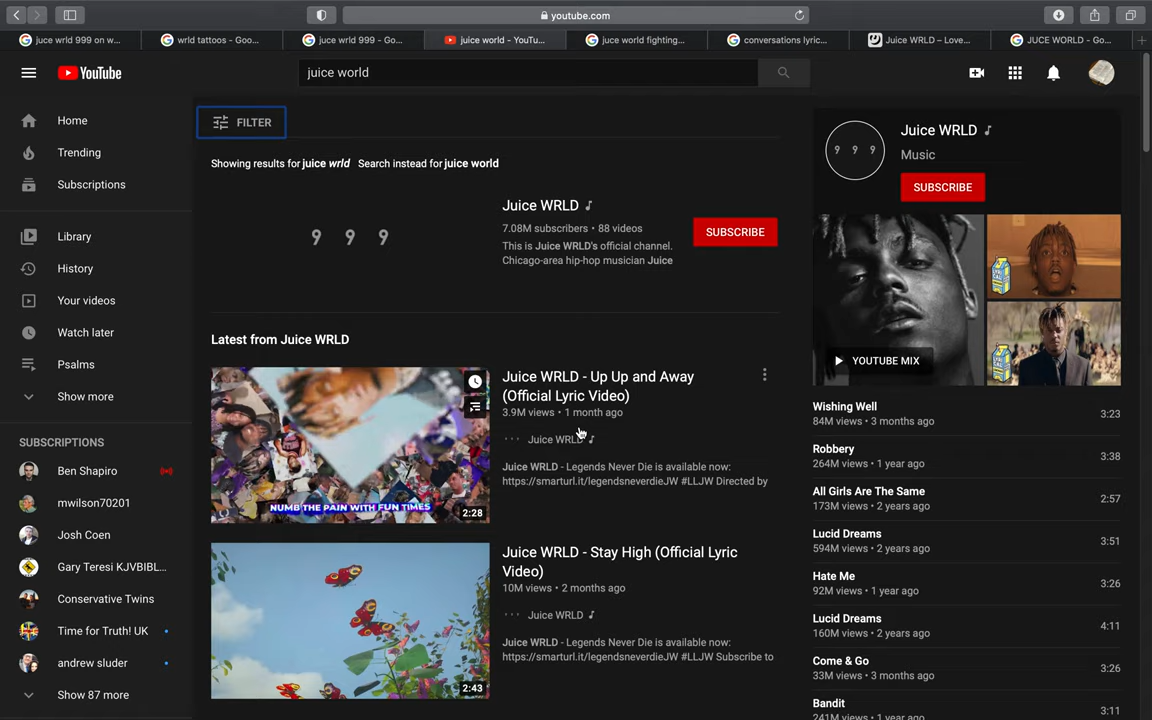 youtube.com
juce wrld 999 on w...
wrld tattoos - Goo...
juce wrld 999 - Go...
juice world - YouTu...
juce world fighting...
conversations lyric...
Juice WRLD – Love...
JUCE WORLD - Go...
YouTube
juice world
Home
Trending
Subscriptions
Library
History
Your videos
Watch later
Psalms
Show more
SUBSCRIPTIONS
Ben Shapiro
mwilson70201
Josh Coen
Gary Teresi KJVBIBL...
Conservative Twins
Time for Truth! UK
andrew sluder
Show 87 more
FILTER
Showing results for juice wrld Search instead for juice world
9 9 9
Juice WRLD
7.08M subscribers • 88 videos
This is Juice WRLD's official channel.
Chicago-area hip-hop musician Juice
SUBSCRIBE
Latest from Juice WRLD
NUMB THE PAIN WITH FUN TIMES
2:28
Juice WRLD - Up Up and Away
(Official Lyric Video)
3.9M views • 1 month ago
Juice WRLD
Juice WRLD - Legends Never Die is available now:
https://smarturl.it/legendsneverdieJW #LLJW Directed by
2:43
Juice WRLD - Stay High (Official Lyric
Video)
10M views • 2 months ago
Juice WRLD
Juice WRLD - Legends Never Die is available now:
https://smarturl.it/legendsneverdieJW #LLJW Subscribe to
9 9 9
Juice WRLD
Music
SUBSCRIBE
YOUTUBE MIX
Wishing Well
84M views • 3 months ago
3:23
Robbery
264M views • 1 year ago
3:38
All Girls Are The Same
173M views • 2 years ago
2:57
Lucid Dreams
594M views • 2 years ago
3:51
Hate Me
92M views • 1 year ago
3:26
Lucid Dreams
160M views • 2 years ago
4:11
Come & Go
33M views • 3 months ago
3:26
Bandit
241M views • 1 year ago
3:11